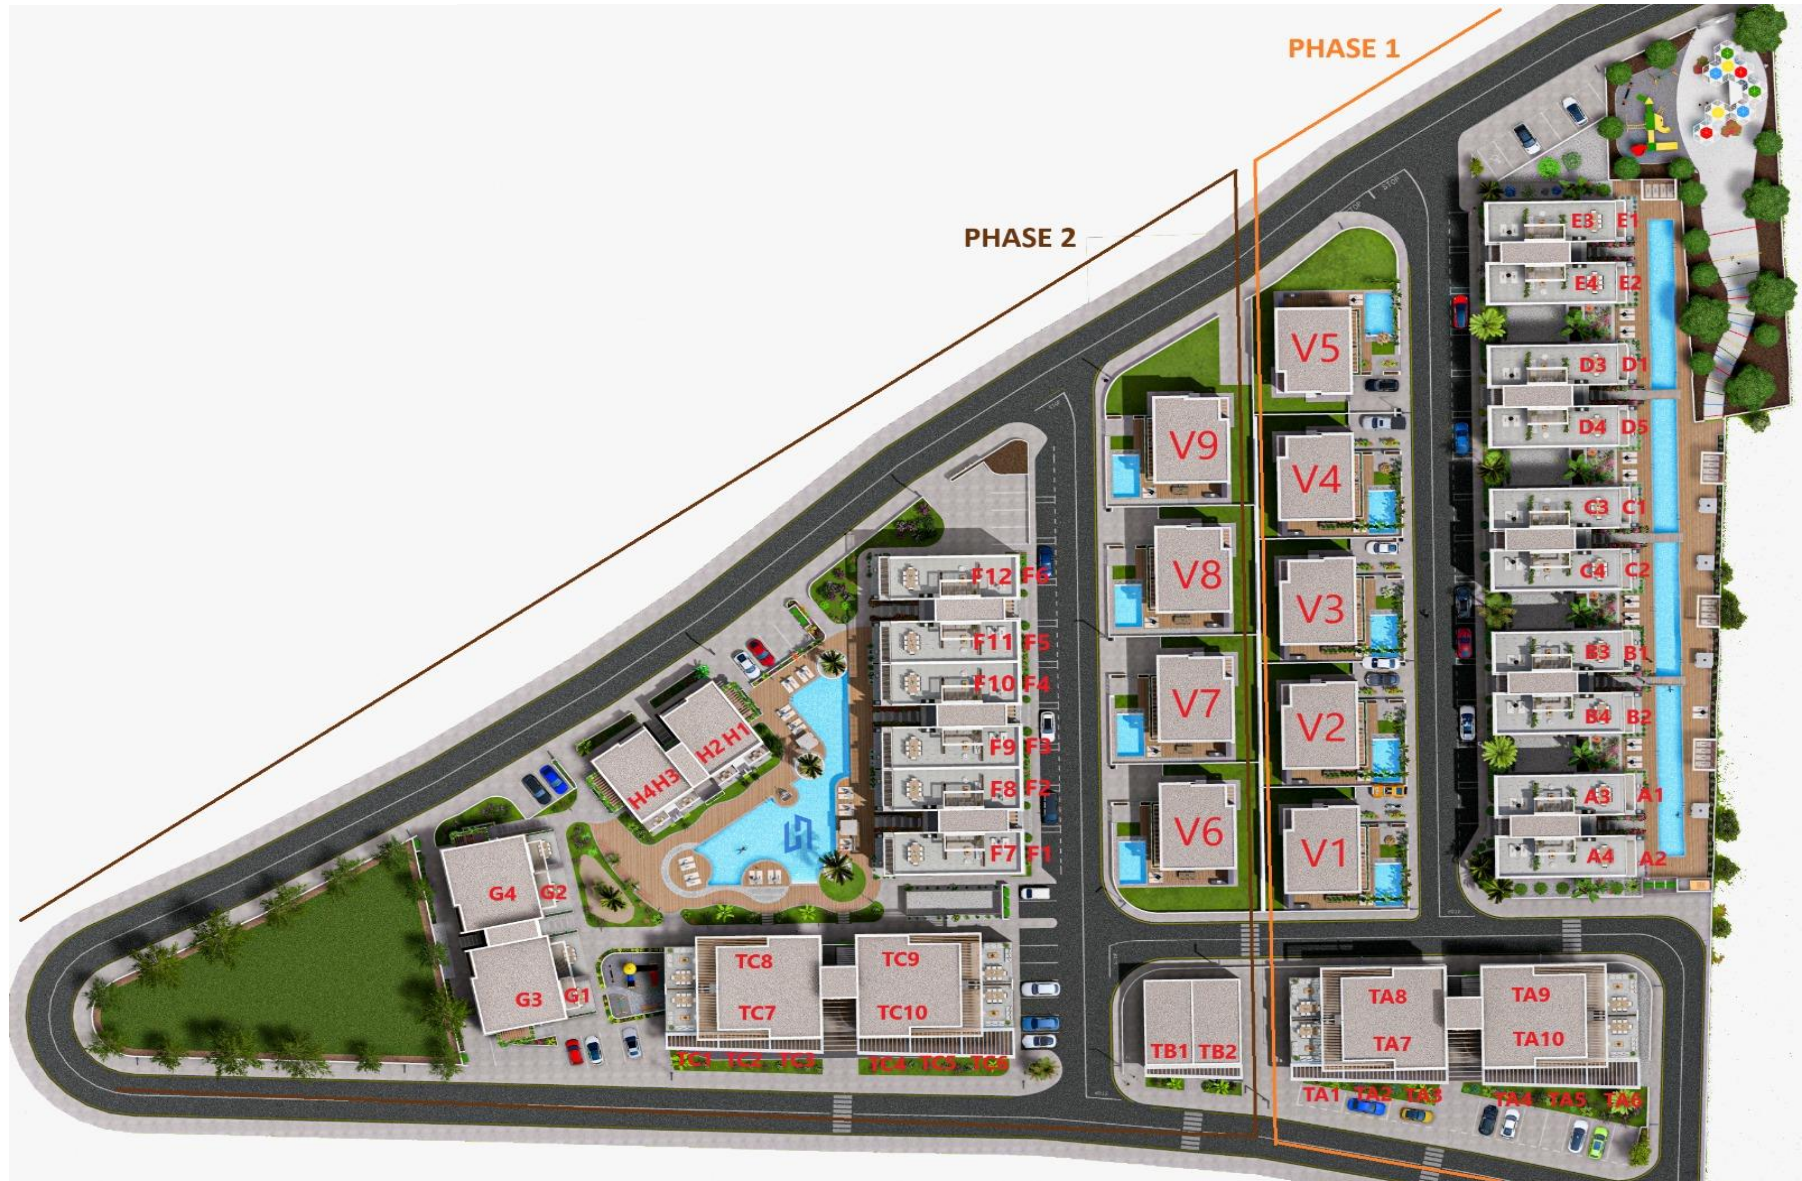 PHASE 1
PHASE 2
STOP
STOP
E3 E1
E4 E2
V5
D3 D1
V9
D4 D5
V4
C3 C1
F12 F6
V8
C4 C2
V3
F11 F5
B3 B1
F10 F4
V7
B4 B2
H2 H1
V2
F9 F3
H4 H3
F8 F2
A3 A1
V6
F7 F1
V1
A4 A2
G4 G2
TC8 TC9
G3 G1
TC7 TC10
TA8 TA9
TA7 TA10
TB1 TB2
TC1 TC2 TC3 TC4 TC5 TC6
TA1 TA2 TA3 TA4 TA5 TA6